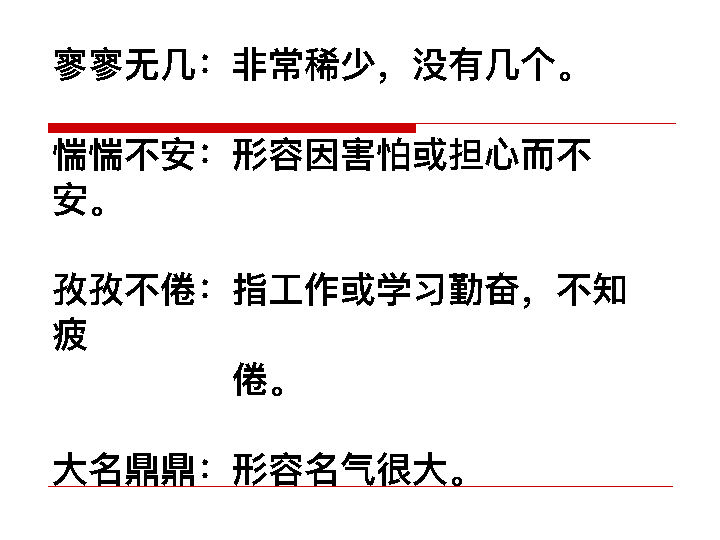 寥寥无几：非常稀少，没有几个。
惴惴不安：形容因害怕或担心而不
安。
孜孜不倦：指工作或学习勤奋，不知
疲
倦。
大名鼎鼎：形容名气很大。